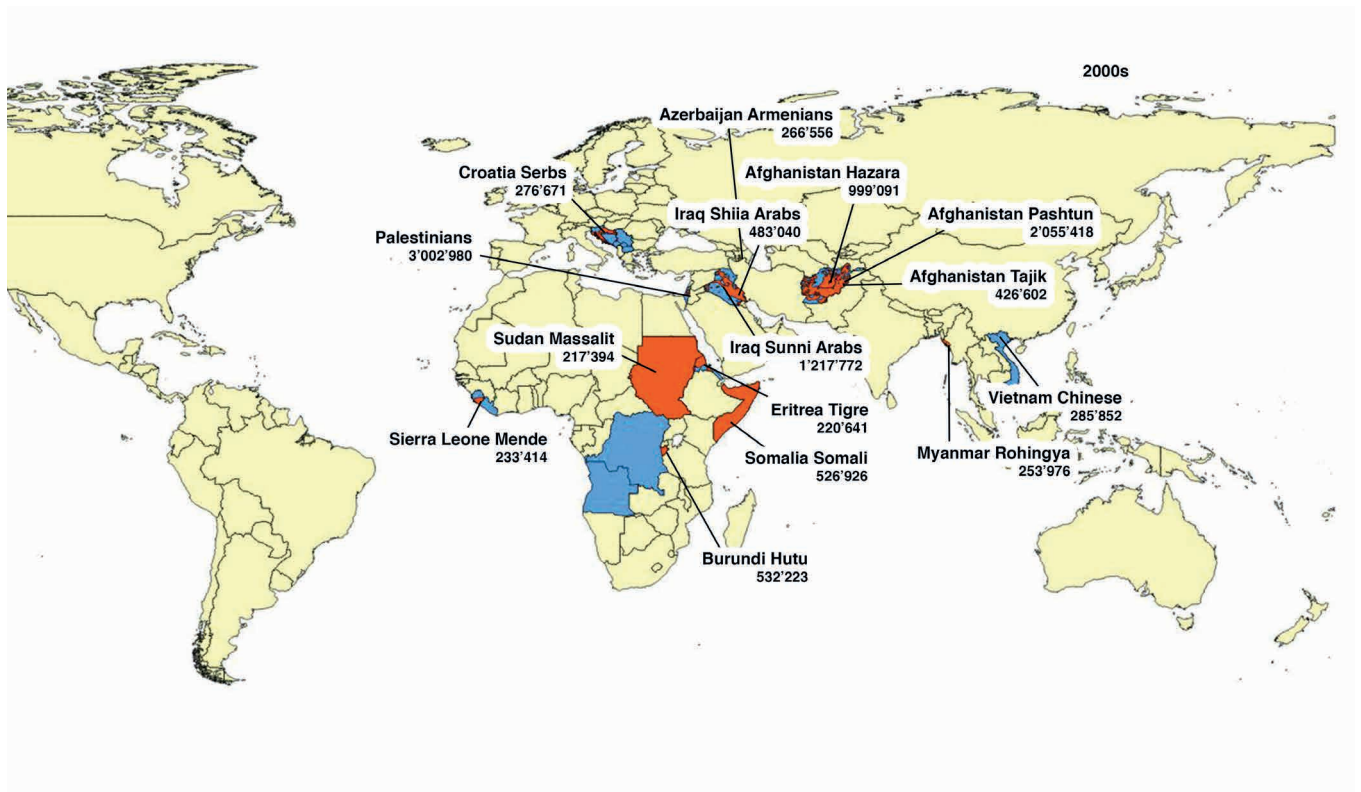 2000s
Azerbaijan Armenians
266'556
Croatia Serbs
276'671
Afghanistan Hazara
999'091
Iraq Shiia Arabs
483'040
Afghanistan Pashtun
2'055'418
Palestinians
3'002'980
Afghanistan Tajik
426'602
Sudan Massalit
217'394
Iraq Sunni Arabs
1'217'772
Vietnam Chinese
285'852
Eritrea Tigre
220'641
Sierra Leone Mende
233'414
Somalia Somali
526'926
Myanmar Rohingya
253'976
Burundi Hutu
532'223